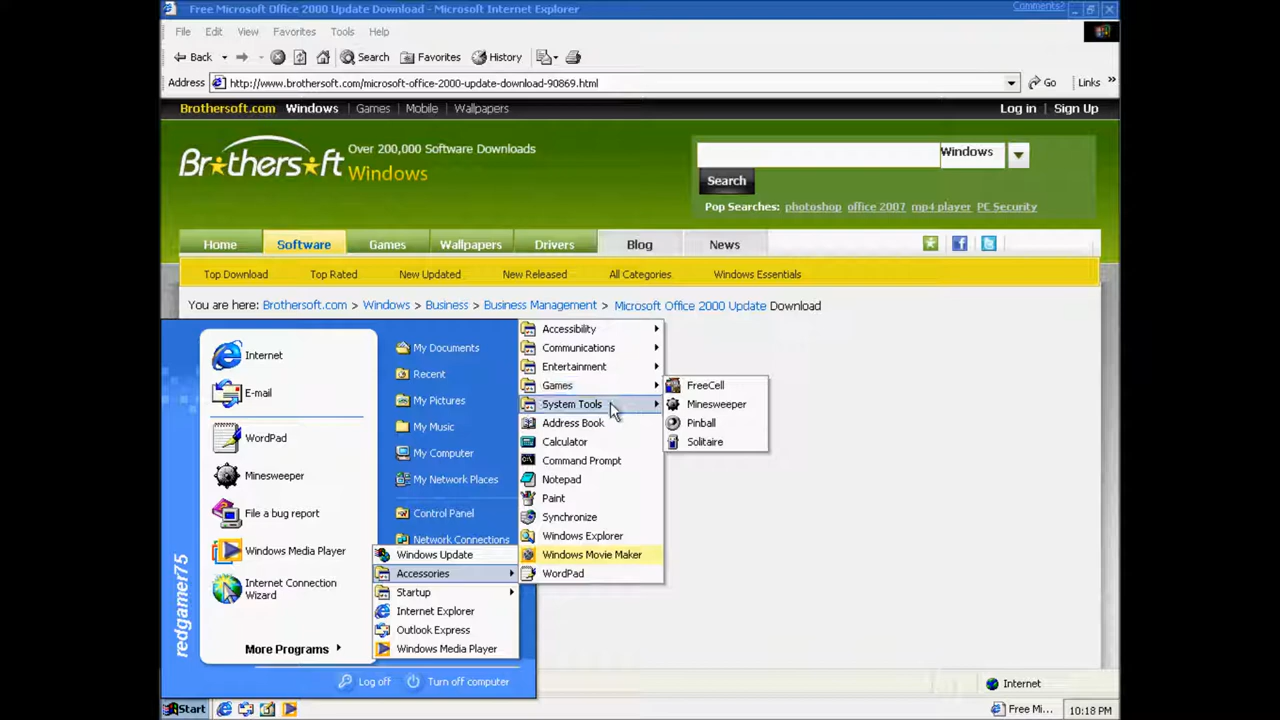 Free Microsoft Office 2000 Update Download - Microsoft Internet Explorer
Comments?
File Edit View Favorites Tools Help
Back Search Favorites History
Address http://www.brothersoft.com/microsoft-office-2000-update-download-90869.html Go Links »
Brothersoft.com Windows Games Mobile Wallpapers Log in Sign Up
Brothersoft Over 200,000 Software Downloads
Windows
Windows
Search
Pop Searches: photoshop office 2007 mp4 player PC Security
Home Software Games Wallpapers Drivers Blog News
Top Download Top Rated New Updated New Released All Categories Windows Essentials
You are here: Brothersoft.com > Windows > Business > Business Management > Microsoft Office 2000 Update Download
Internet
E-mail
WordPad
Minesweeper
File a bug report
Windows Media Player
Internet Connection
Wizard
More Programs
redgamer75
My Documents
Recent
My Pictures
My Music
My Computer
My Network Places
Control Panel
Network Connections
Windows Update
Accessories
Startup
Internet Explorer
Outlook Express
Windows Media Player
Accessibility
Communications
Entertainment
Games
System Tools
Address Book
Calculator
Command Prompt
Notepad
Paint
Synchronize
Windows Explorer
Windows Movie Maker
WordPad
FreeCell
Minesweeper
Pinball
Solitaire
Log off Turn off computer
Internet
Start Free Mi... 10:18 PM